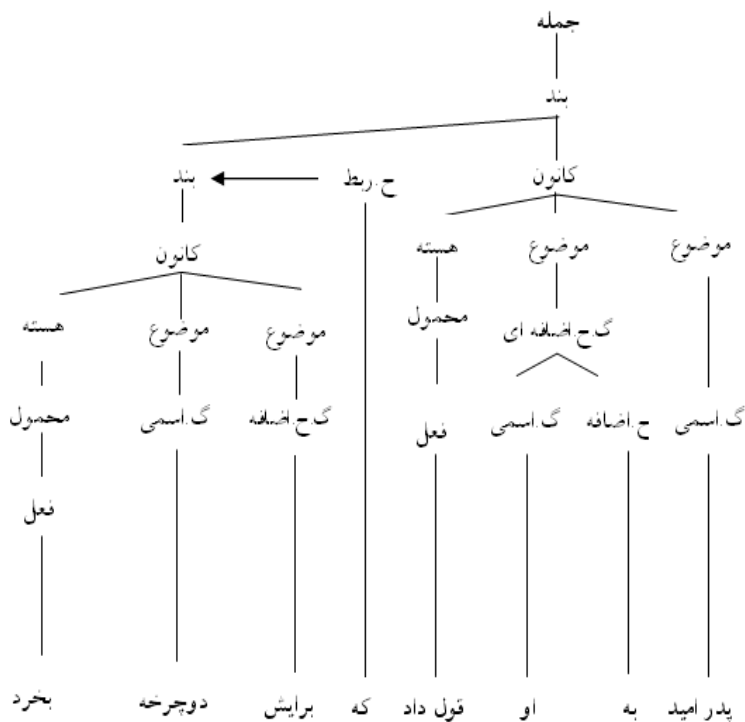 جمله
بند
کانون
ح.ربط
بند
موضوع موضوع هسته
کانون
گ.ح.اضافه ای محمول
موضوع موضوع هسته
گ.اسمی ح.اضافه گ.اسمی فعل
گ.ح.اضافه گ.اسمی محمول
فعل
پدر امید به او قول داد که برایش دوچرخه بخرد